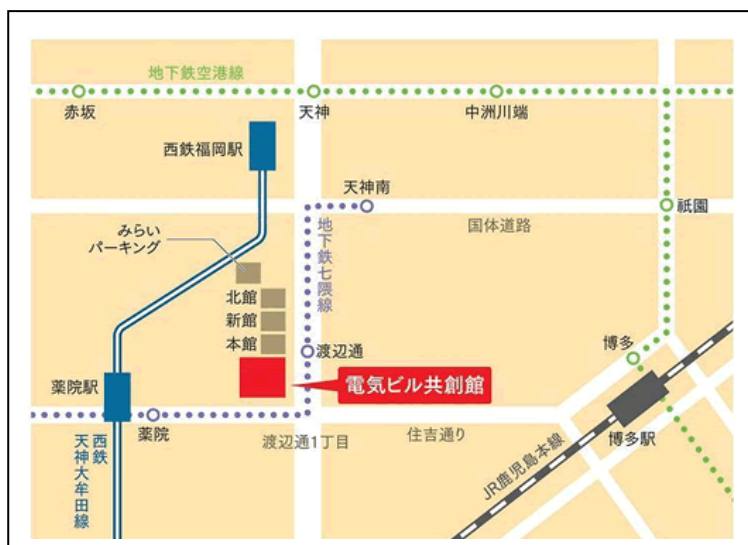 地下鉄空港線
赤坂
天神
中洲川端
西鉄福岡駅
天神南
祇園
国体道路
みらい
パーキング
地下鉄七隈線
北館
新館
本館
渡辺通
博多
電気ビル共創館
薬院駅
薬院
渡辺通1丁目
住吉通り
博多駅
JR鹿児島本線
西鉄
天神大牟田線